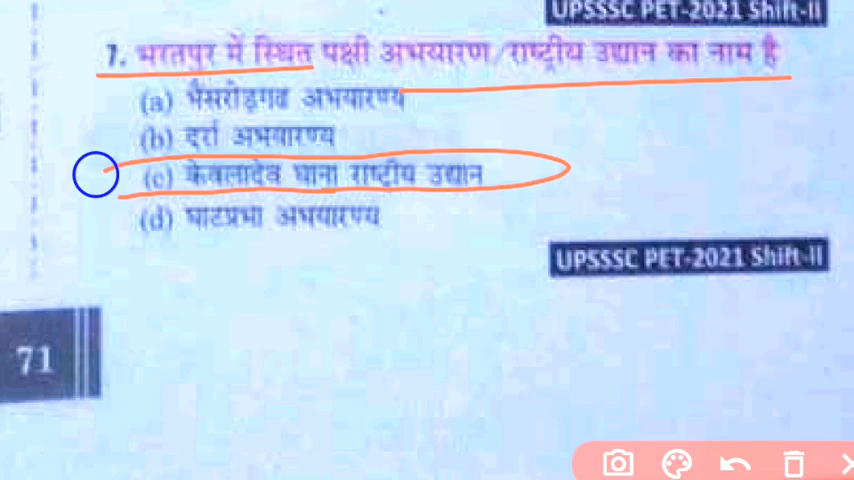 UPSSSC PET-2021 Shift-II
7. भरतपुर में स्थित पक्षी अभयारण/राष्ट्रीय उद्यान का नाम है
(a) भैंसरोड़गढ अभयारण्य
(b) दर्रा अभयारण्य
(c) केवलादेव घाना राष्ट्रीय उद्यान
(d) घाटप्रभा अभयारण्य
UPSSSC PET-2021 Shift-II
71